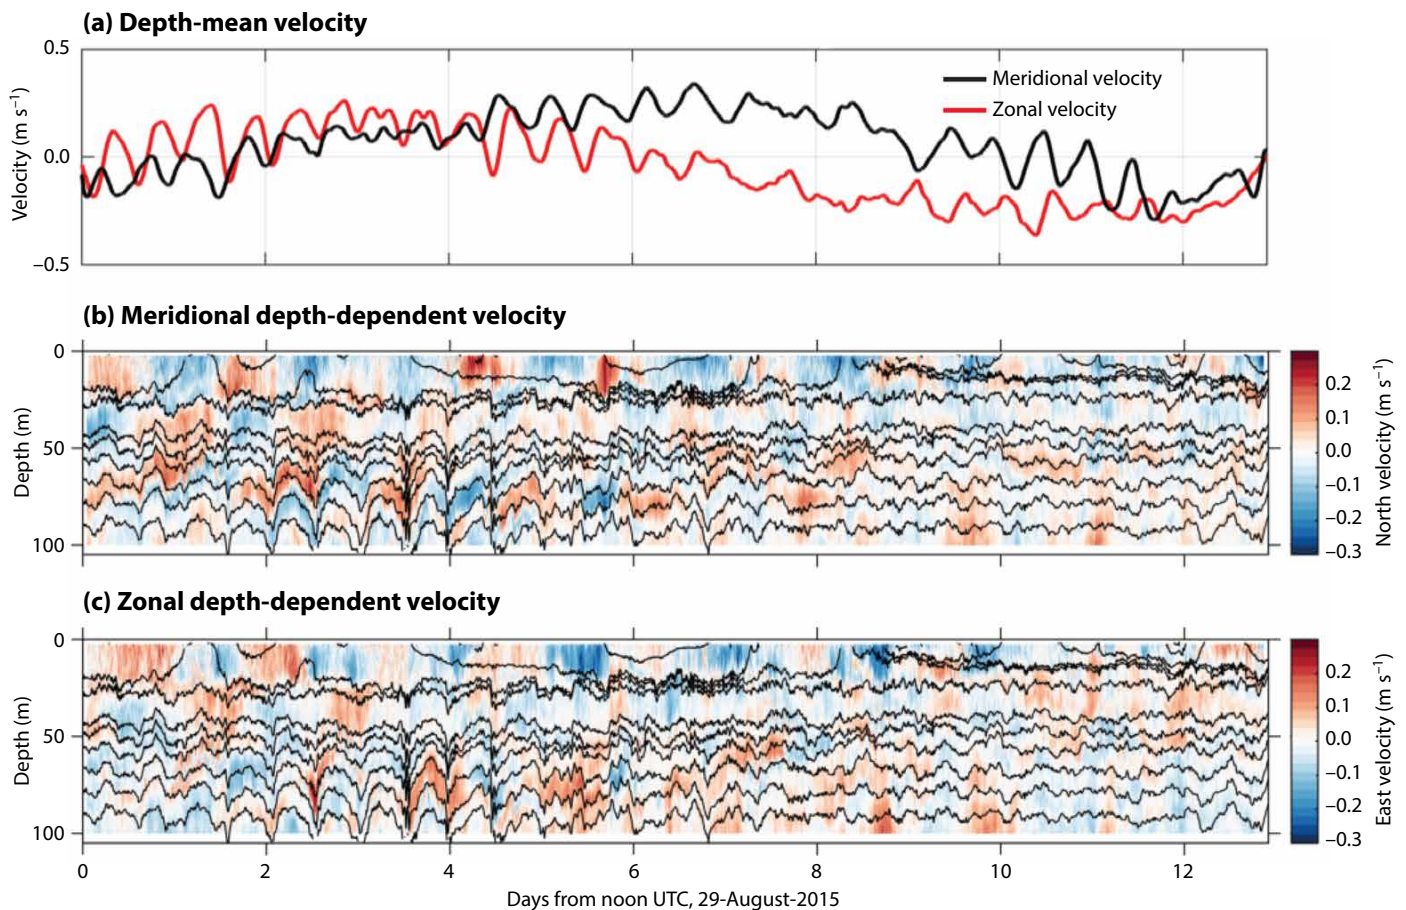 (a) Depth-mean velocity
0.5
0.0
–0.5
Velocity (m s⁻¹)
Meridional velocity
Zonal velocity
(b) Meridional depth-dependent velocity
0
50
100
Depth (m)
0.2
0.1
0.0
–0.1
–0.2
–0.3
North velocity (m s⁻¹)
(c) Zonal depth-dependent velocity
0
50
100
Depth (m)
0.2
0.1
0.0
–0.1
–0.2
–0.3
East velocity (m s⁻¹)
0 2 4 6 8 10 12
Days from noon UTC, 29-August-2015